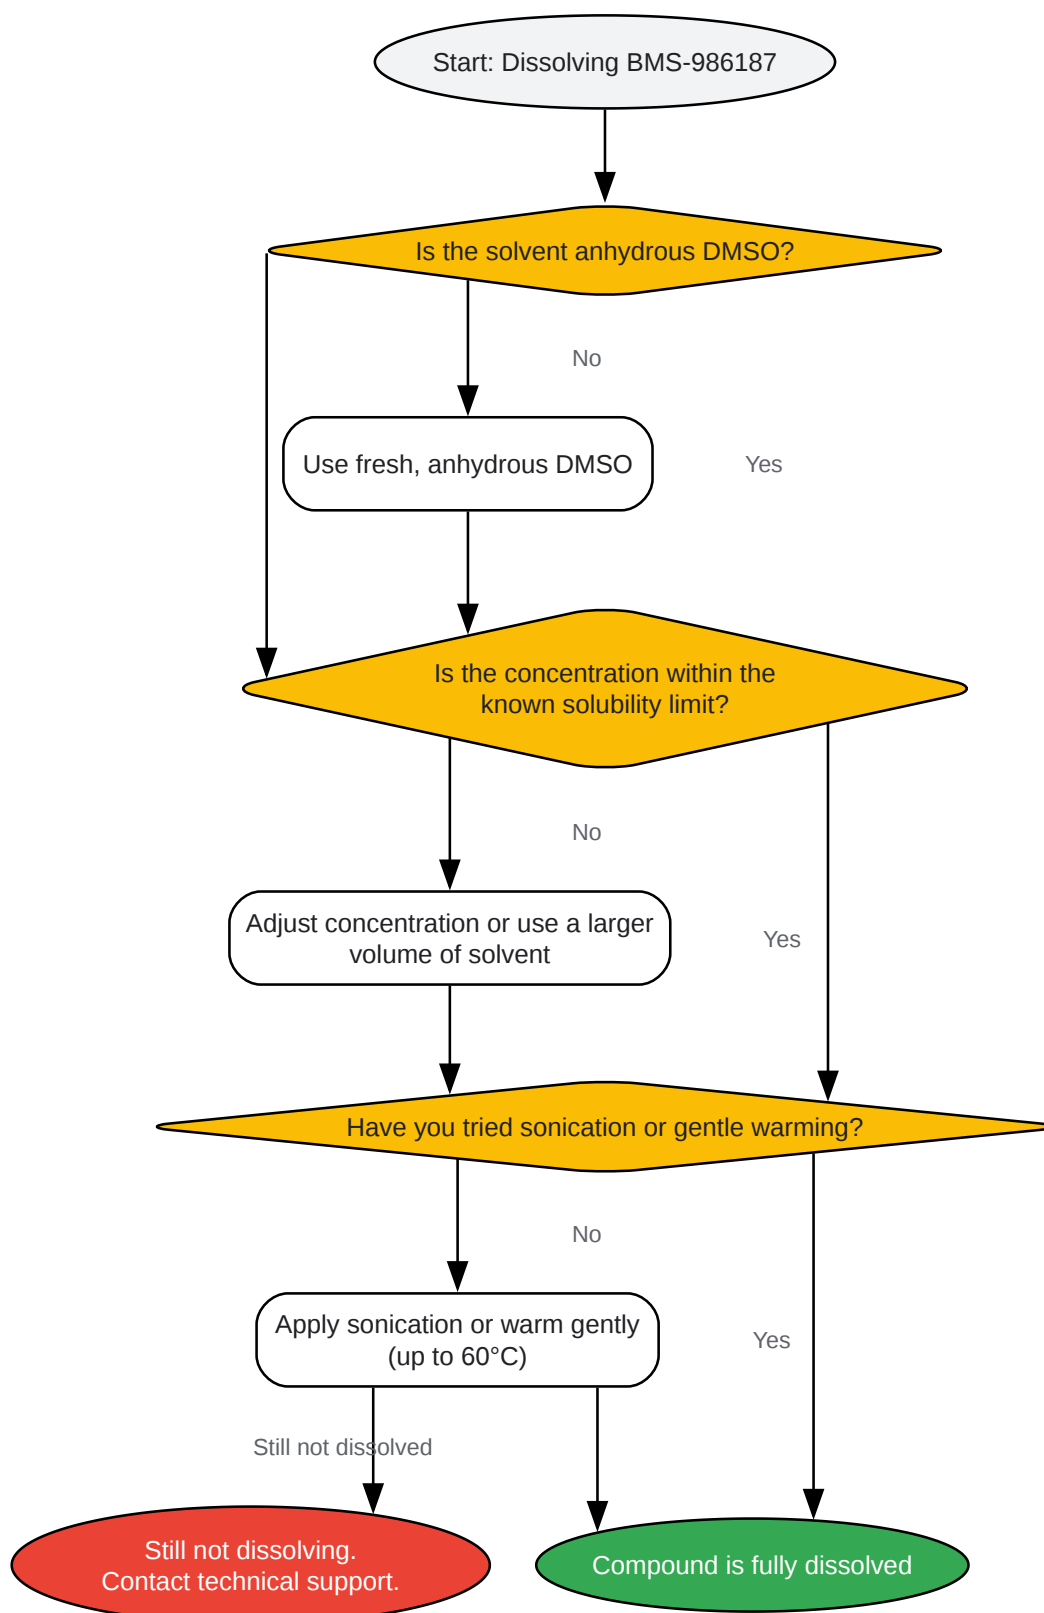 Start: Dissolving BMS-986187
Is the solvent anhydrous DMSO?
No
Use fresh, anhydrous DMSO
Yes
Is the concentration within the
known solubility limit?
No
Adjust concentration or use a larger
volume of solvent
Yes
Have you tried sonication or gentle warming?
No
Apply sonication or warm gently
(up to 60°C)
Yes
Still not dissolved
Still not dissolving.
Contact technical support.
Compound is fully dissolved